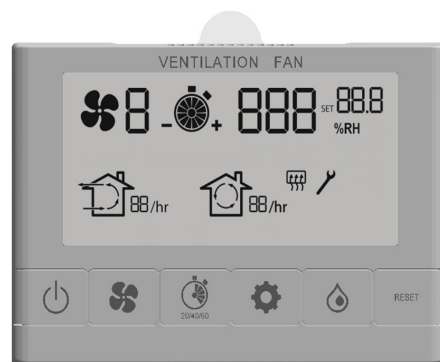 VENTILATION FAN
8 - + 888 SET 88.8
%RH
88/hr 88/hr
20/40/60
RESET